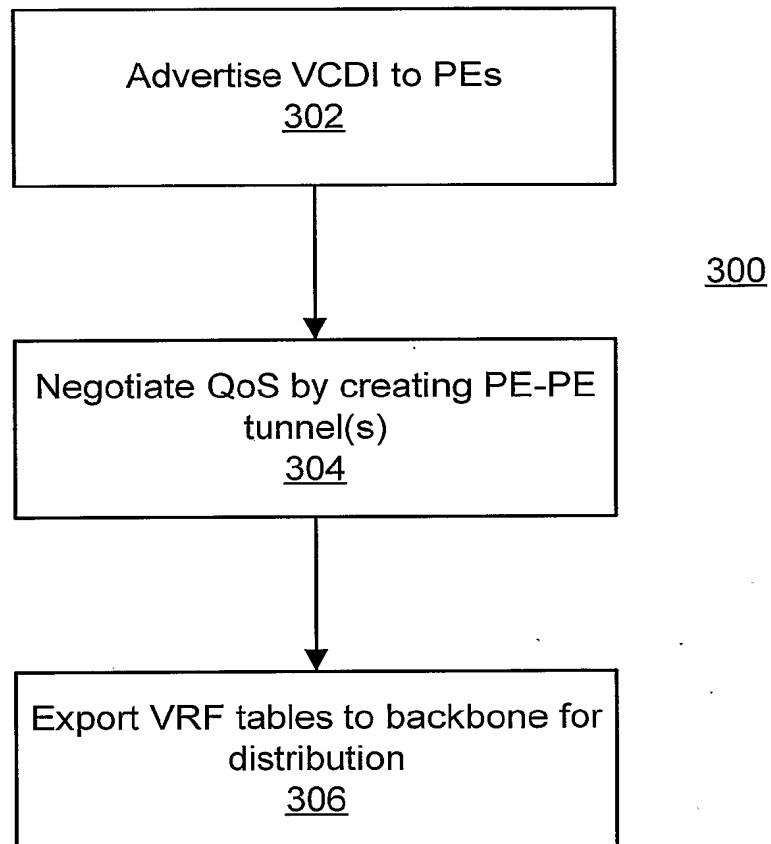 Advertise VCDI to PEs
302
300
Negotiate QoS by creating PE-PE
tunnel(s)
304
Export VRF tables to backbone for
distribution
306